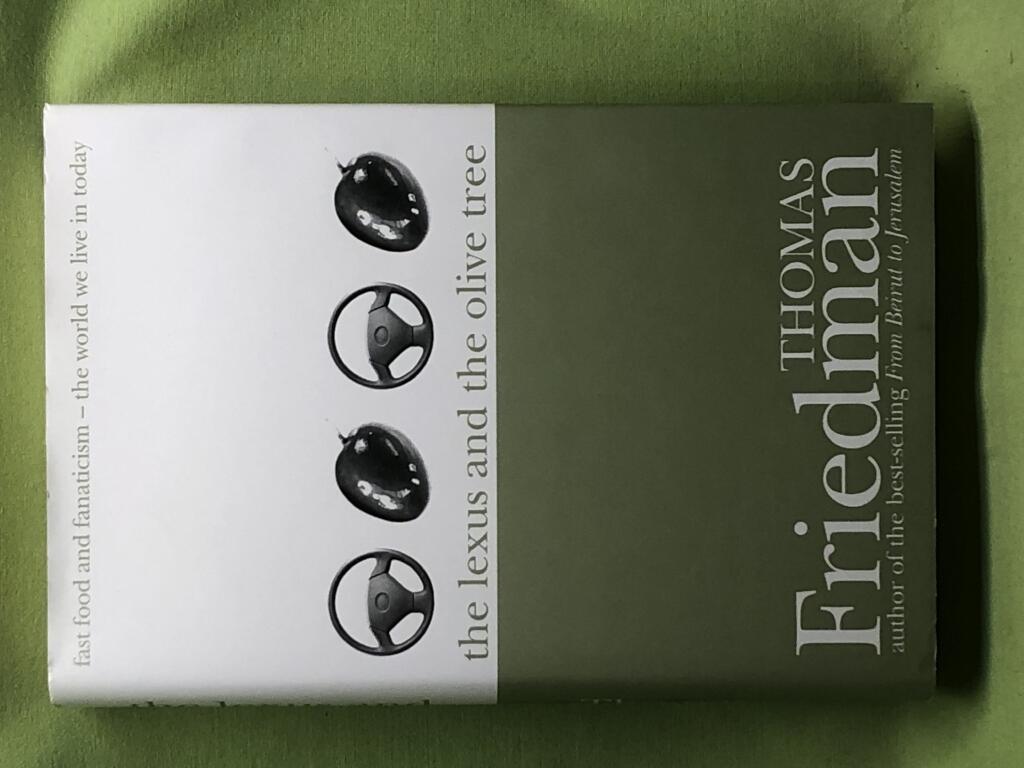 fast food and fanaticism – the world we live in today
the lexus and the olive tree
THOMAS
Friedman
author of the best-selling From Beirut to Jerusalem